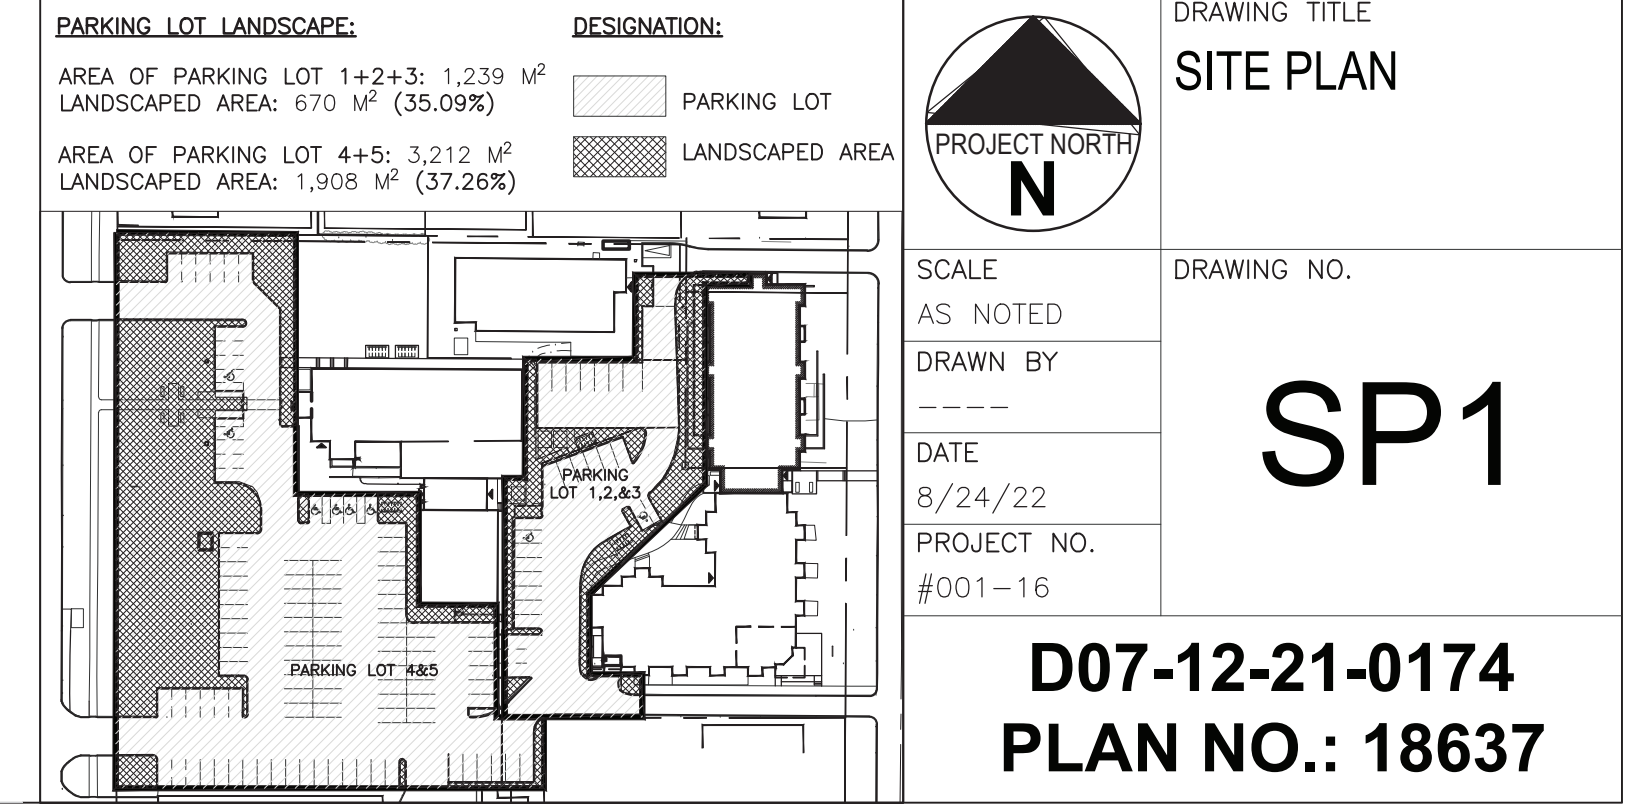 PARKING LOT LANDSCAPE:
AREA OF PARKING LOT 1+2+3: 1,239 M²
LANDSCAPED AREA: 670 M² (35.09%)
AREA OF PARKING LOT 4+5: 3,212 M²
LANDSCAPED AREA: 1,908 M² (37.26%)
DESIGNATION:
PARKING LOT
LANDSCAPED AREA
PARKING
LOT 1,2,&3
PARKING LOT 4&5
PROJECT NORTH
N
DRAWING TITLE
SITE PLAN
SCALE
AS NOTED
DRAWN BY
----
DATE
8/24/22
PROJECT NO.
#001-16
DRAWING NO.
SP1
D07-12-21-0174
PLAN NO.: 18637